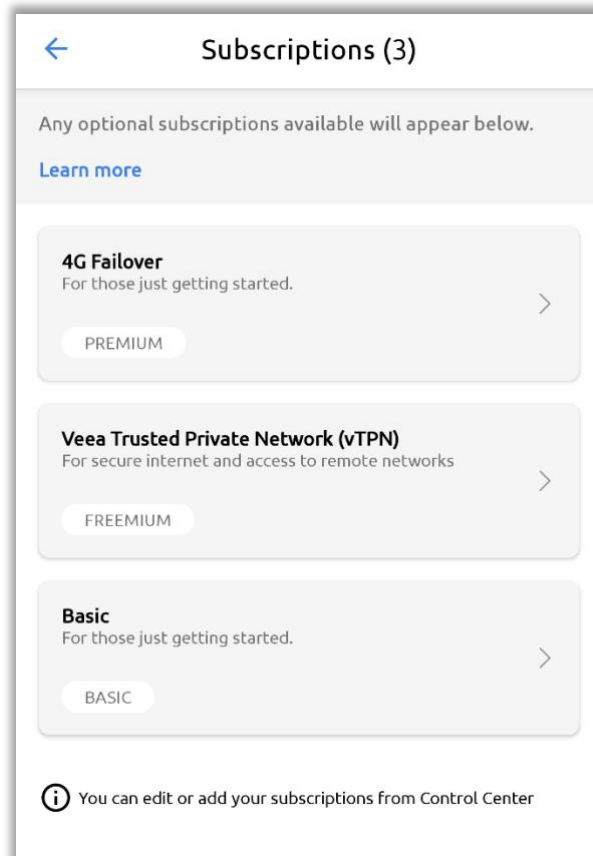 Subscriptions (3)
Any optional subscriptions available will appear below.
Learn more
4G Failover
For those just getting started.
PREMIUM
Veea Trusted Private Network (vTPN)
For secure internet and access to remote networks
FREEMIUM
Basic
For those just getting started.
BASIC
You can edit or add your subscriptions from Control Center